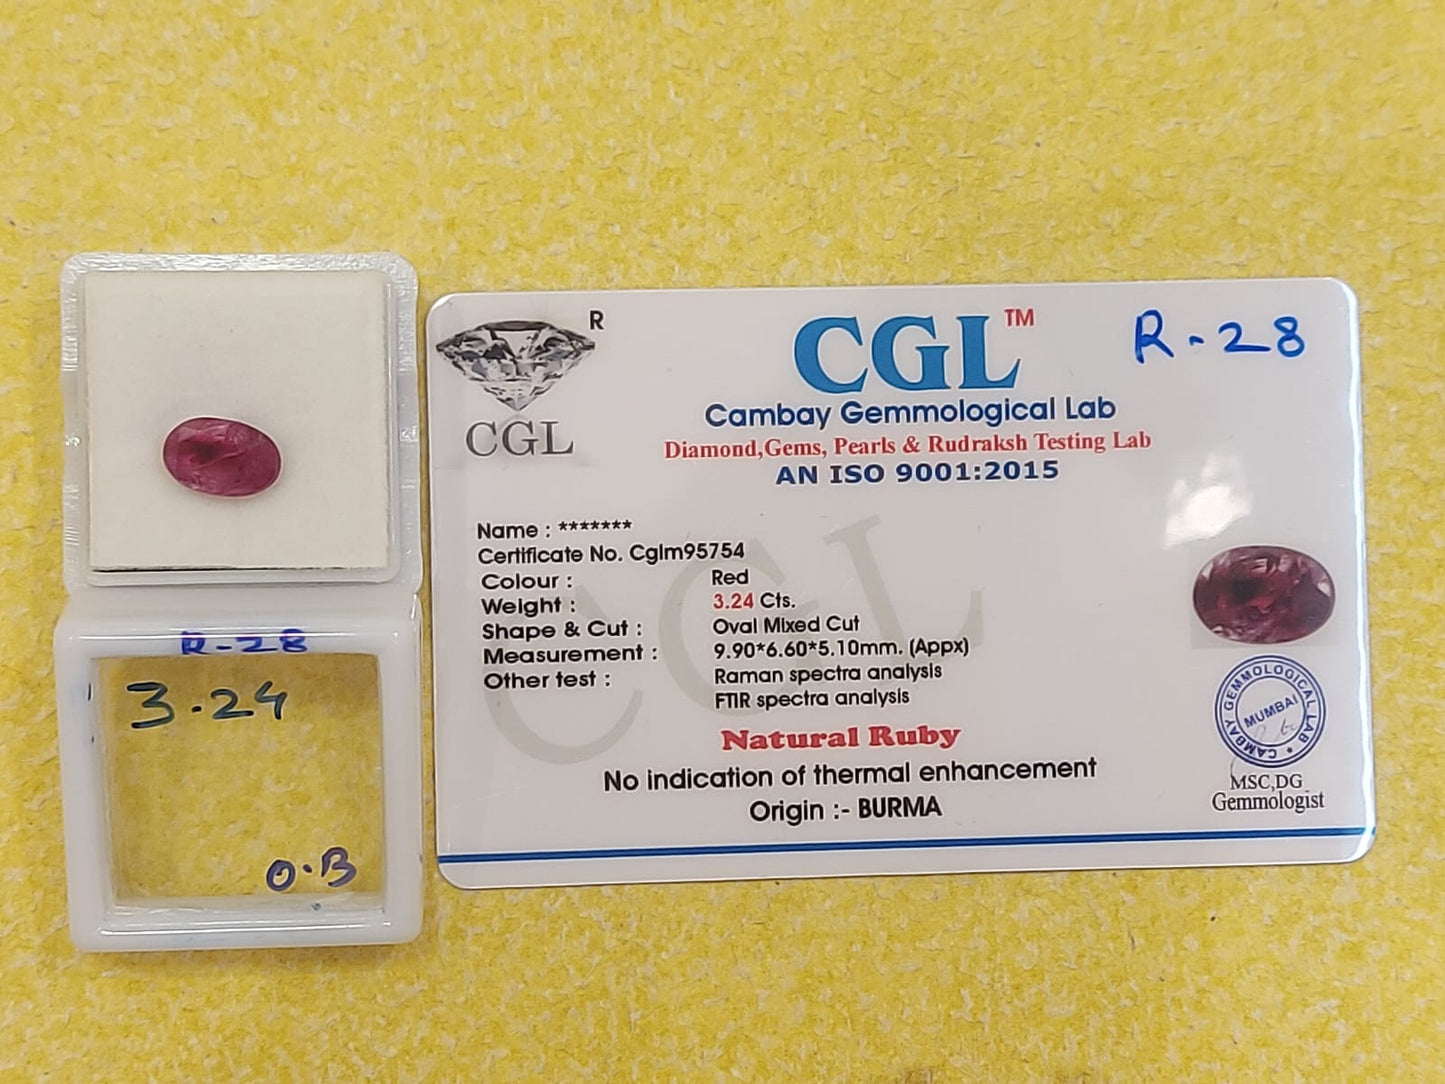 R-28
3.24
O.B
R
CGL
CGL™
R-28
Cambay Gemmological Lab
Diamond,Gems, Pearls & Rudraksh Testing Lab
AN ISO 9001:2015
CGL
Name : *******
Certificate No. Cglm95754
Colour : Red
Weight : 3.24 Cts.
Shape & Cut : Oval Mixed Cut
Measurement : 9.90*6.60*5.10mm. (Appx)
Other test : Raman spectra analysis
FTIR spectra analysis
Natural Ruby
No indication of thermal enhancement
Origin :- BURMA
CAMBAY GEMMOLOGICAL LAB
MUMBAI
MSC,DG
Gemmologist